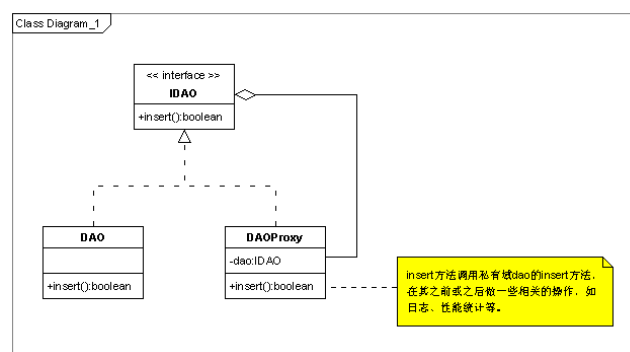 Class Diagram_1
<< interface >>
IDAO
+insert():boolean
DAO
+insert():boolean
DAOProxy
-dao:IDAO
+insert():boolean
insert方法调用私有域dao的insert方法，
在其之前或之后做一些相关的操作，如
日志、性能统计等。